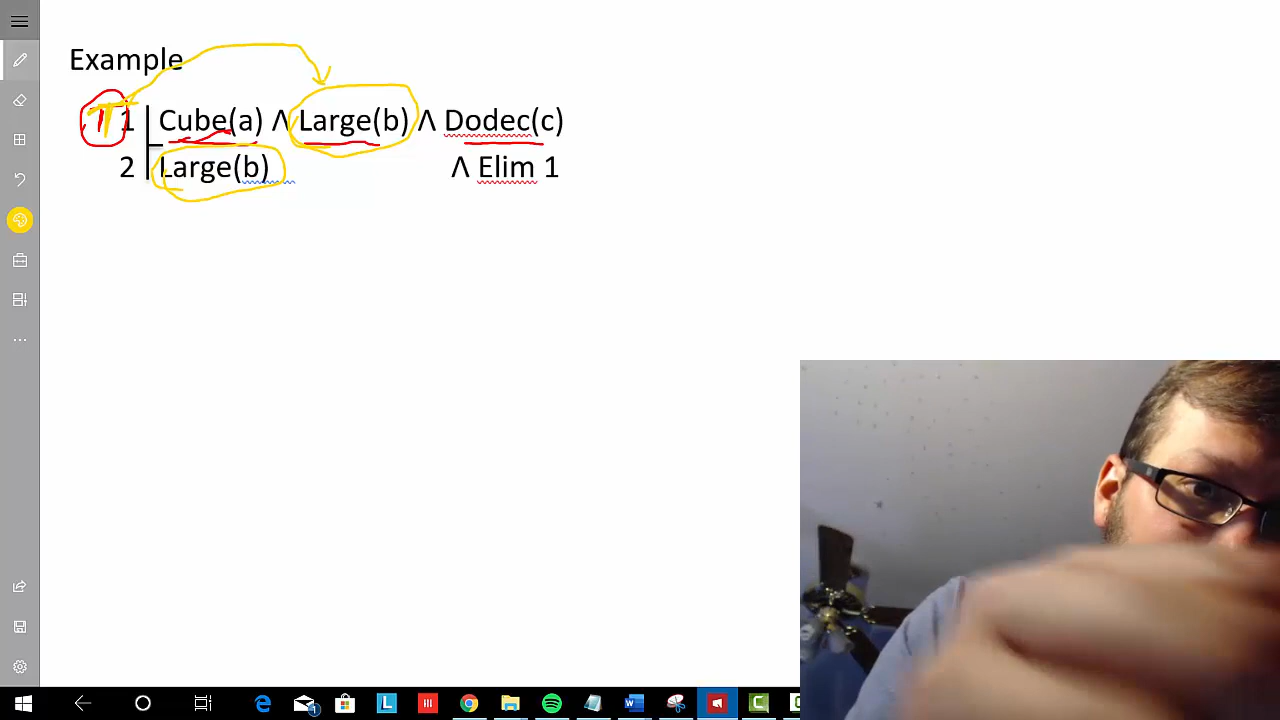 Example
T 1 Cube(a) ∧ Large(b) ∧ Dodec(c)
2 Large(b) ∧ Elim 1